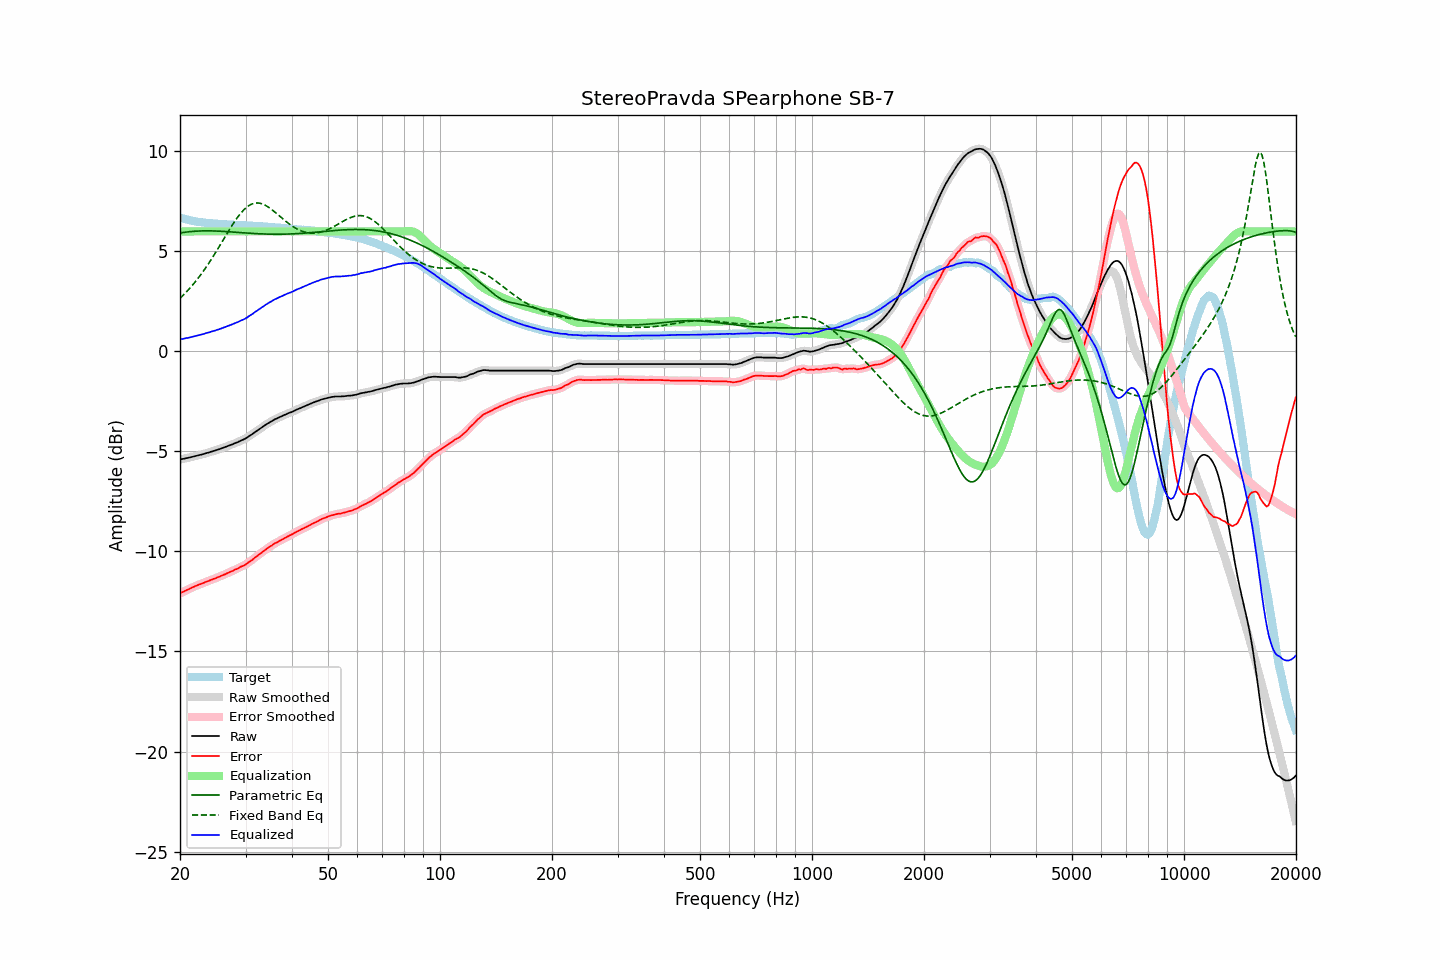 StereoPravda SPearphone SB-7
Amplitude (dBr)
10
5
0
−5
−10
−15
−20
−25
Target
Raw Smoothed
Error Smoothed
Raw
Error
Equalization
Parametric Eq
Fixed Band Eq
Equalized
20 50 100 200 500 1000 2000 5000 10000 20000
Frequency (Hz)